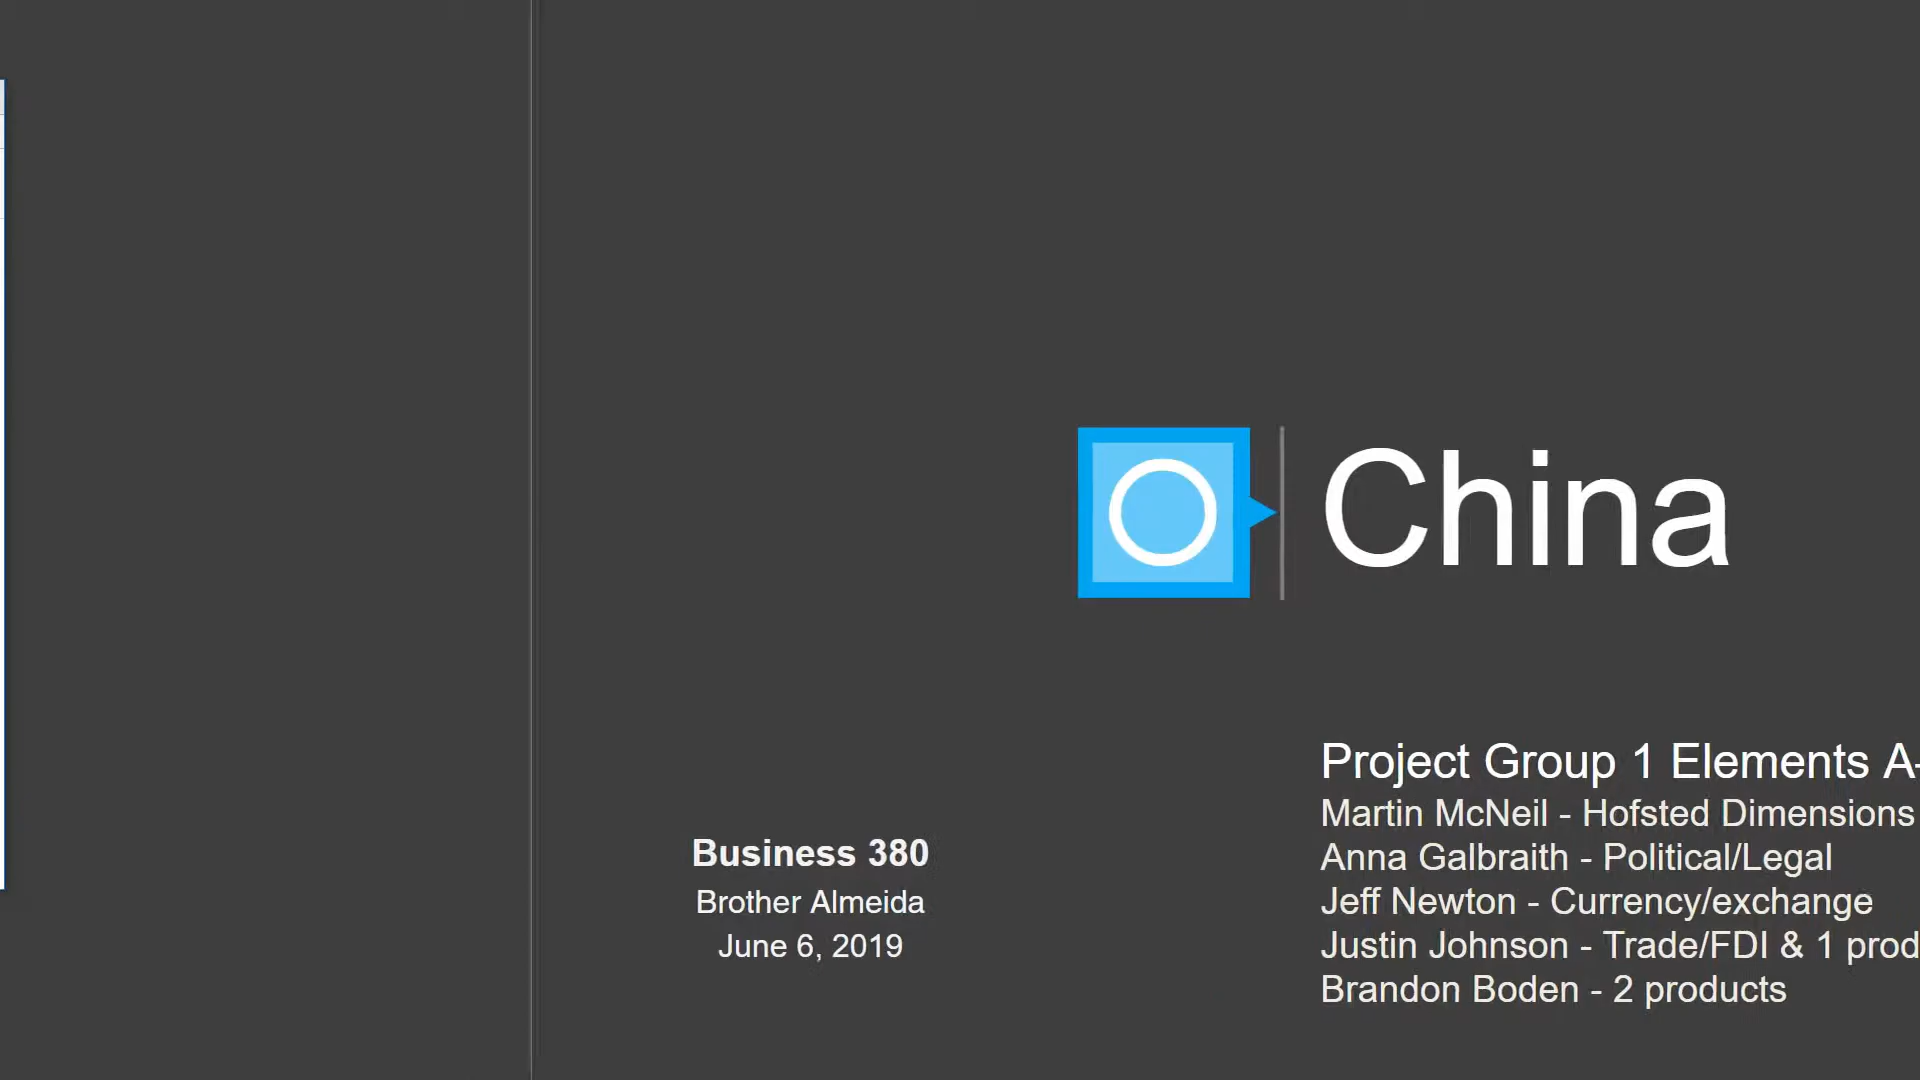 China
Project Group 1 Elements A-
Martin McNeil - Hofsted Dimensions
Anna Galbraith - Political/Legal
Jeff Newton - Currency/exchange
Justin Johnson - Trade/FDI & 1 prod
Brandon Boden - 2 products
Business 380
Brother Almeida
June 6, 2019